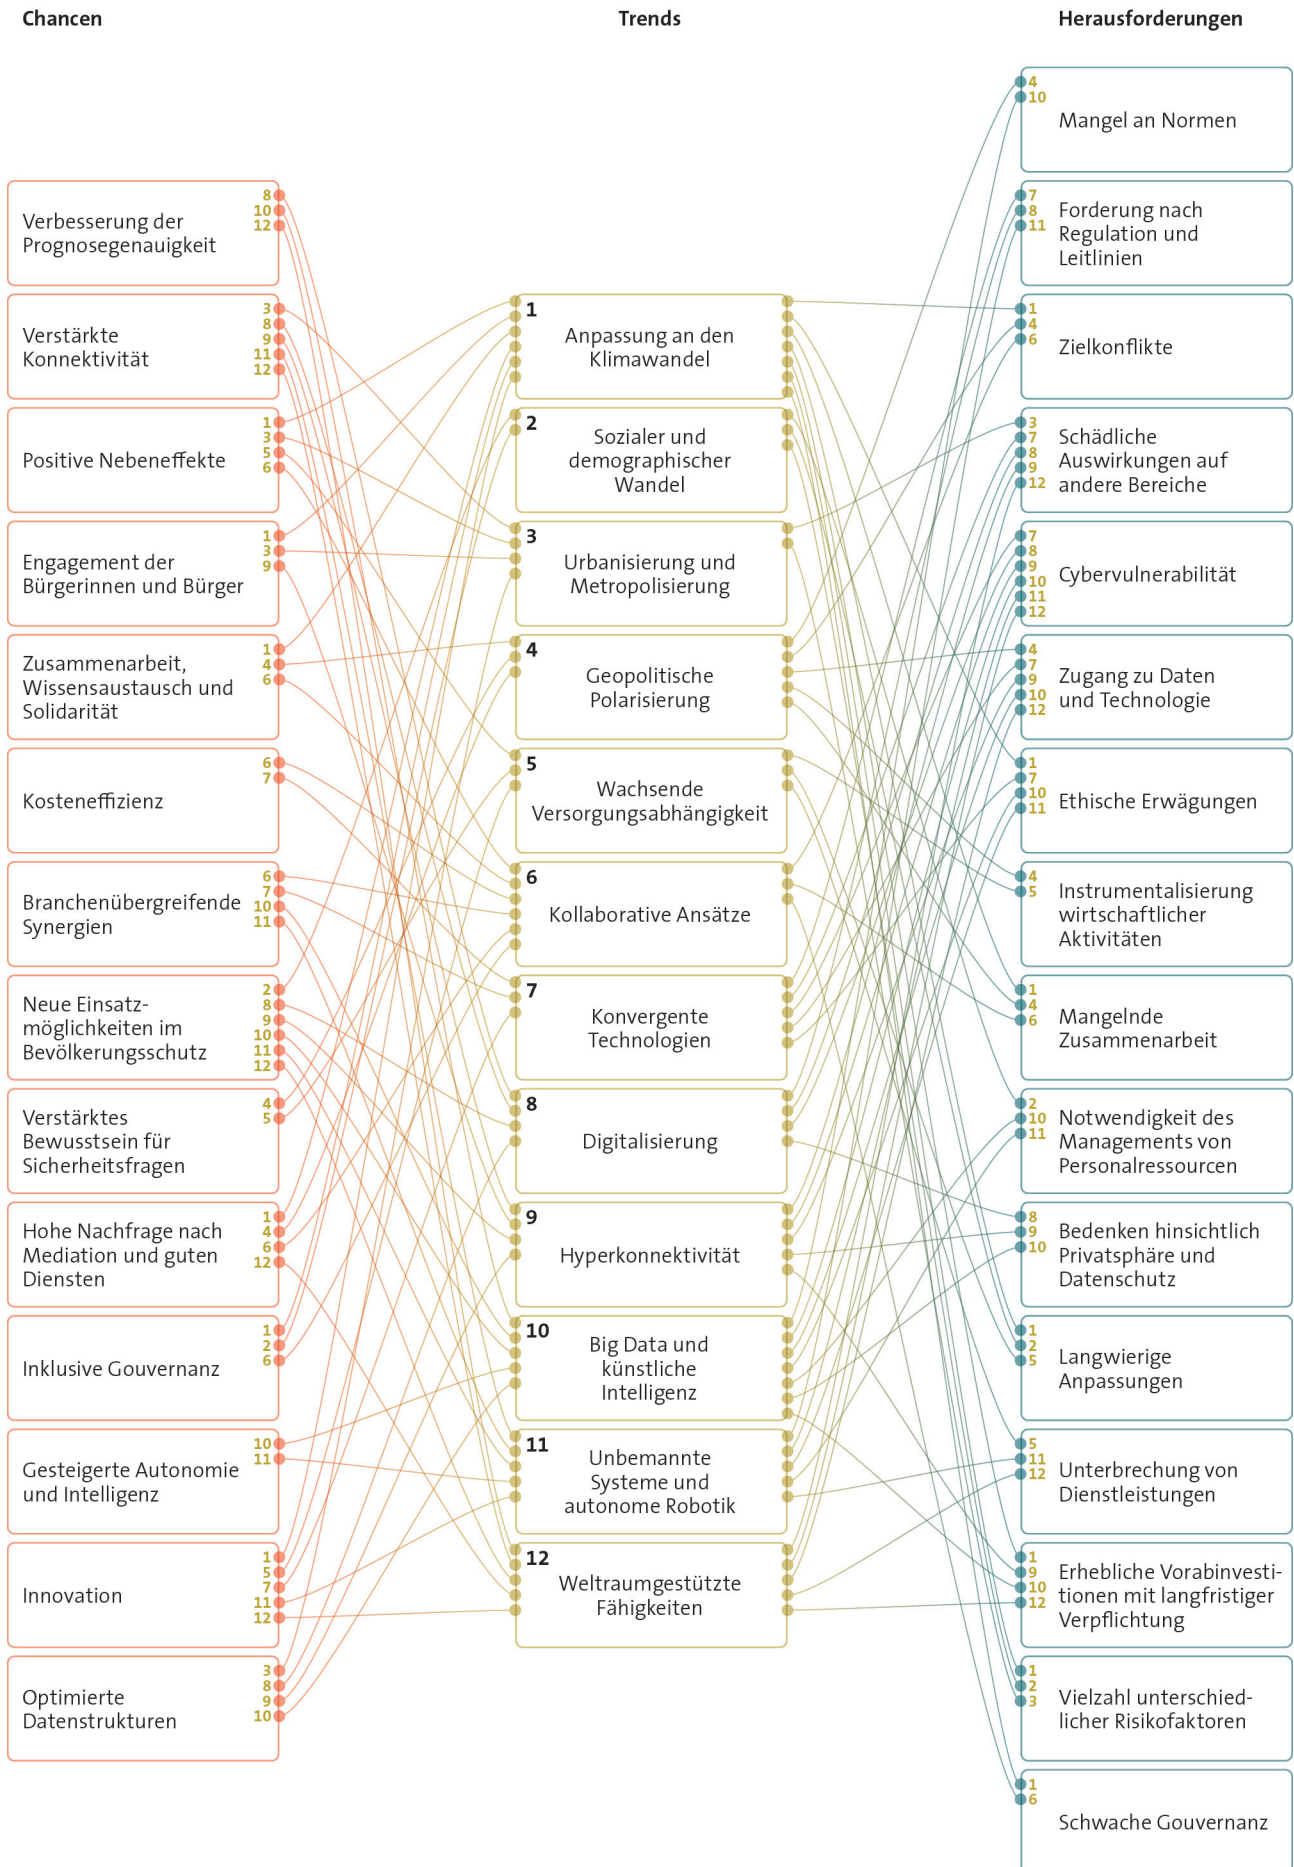 Chancen
Trends
Herausforderungen
8
10
12
Verbesserung der
Prognosegenauigkeit
3
8
9
11
12
Verstärkte
Konnektivität
1
3
5
6
Positive Nebeneffekte
1
3
9
Engagement der
Bürgerinnen und Bürger
1
4
6
Zusammenarbeit,
Wissensaustausch und
Solidarität
6
7
Kosteneffizienz
6
7
10
11
Branchenübergreifende
Synergien
2
8
9
10
11
12
Neue Einsatz-
möglichkeiten im
Bevölkerungsschutz
4
5
Verstärktes
Bewusstsein für
Sicherheitsfragen
1
4
6
12
Hohe Nachfrage nach
Mediation und guten
Diensten
1
2
6
Inklusive Gouvernanz
10
11
Gesteigerte Autonomie
und Intelligenz
1
5
7
11
12
Innovation
3
8
9
10
Optimierte
Datenstrukturen
1
Anpassung an den
Klimawandel
2
Sozialer und
demographischer
Wandel
3
Urbanisierung und
Metropolisierung
4
Geopolitische
Polarisierung
5
Wachsende
Versorgungsabhängigkeit
6
Kollaborative Ansätze
7
Konvergente
Technologien
8
Digitalisierung
9
Hyperkonnektivität
10
Big Data und
künstliche
Intelligenz
11
Unbemannte
Systeme und
autonome Robotik
12
Weltraumgestützte
Fähigkeiten
4
10
Mangel an Normen
7
8
11
Forderung nach
Regulation und
Leitlinien
1
4
6
Zielkonflikte
3
7
8
9
12
Schädliche
Auswirkungen auf
andere Bereiche
7
8
9
10
11
12
Cybervulnerabilität
4
7
9
10
12
Zugang zu Daten
und Technologie
1
7
10
11
Ethische Erwägungen
4
5
Instrumentalisierung
wirtschaftlicher
Aktivitäten
1
4
6
Mangelnde
Zusammenarbeit
2
10
11
Notwendigkeit des
Managements von
Personalressourcen
8
9
10
Bedenken hinsichtlich
Privatsphäre und
Datenschutz
1
2
5
Langwierige
Anpassungen
5
11
12
Unterbrechung von
Dienstleistungen
1
9
10
12
Erhebliche Vorabinvesti-
tionen mit langfristiger
Verpflichtung
1
2
3
Vielzahl unterschied-
licher Risikofaktoren
1
6
Schwache Gouvernanz